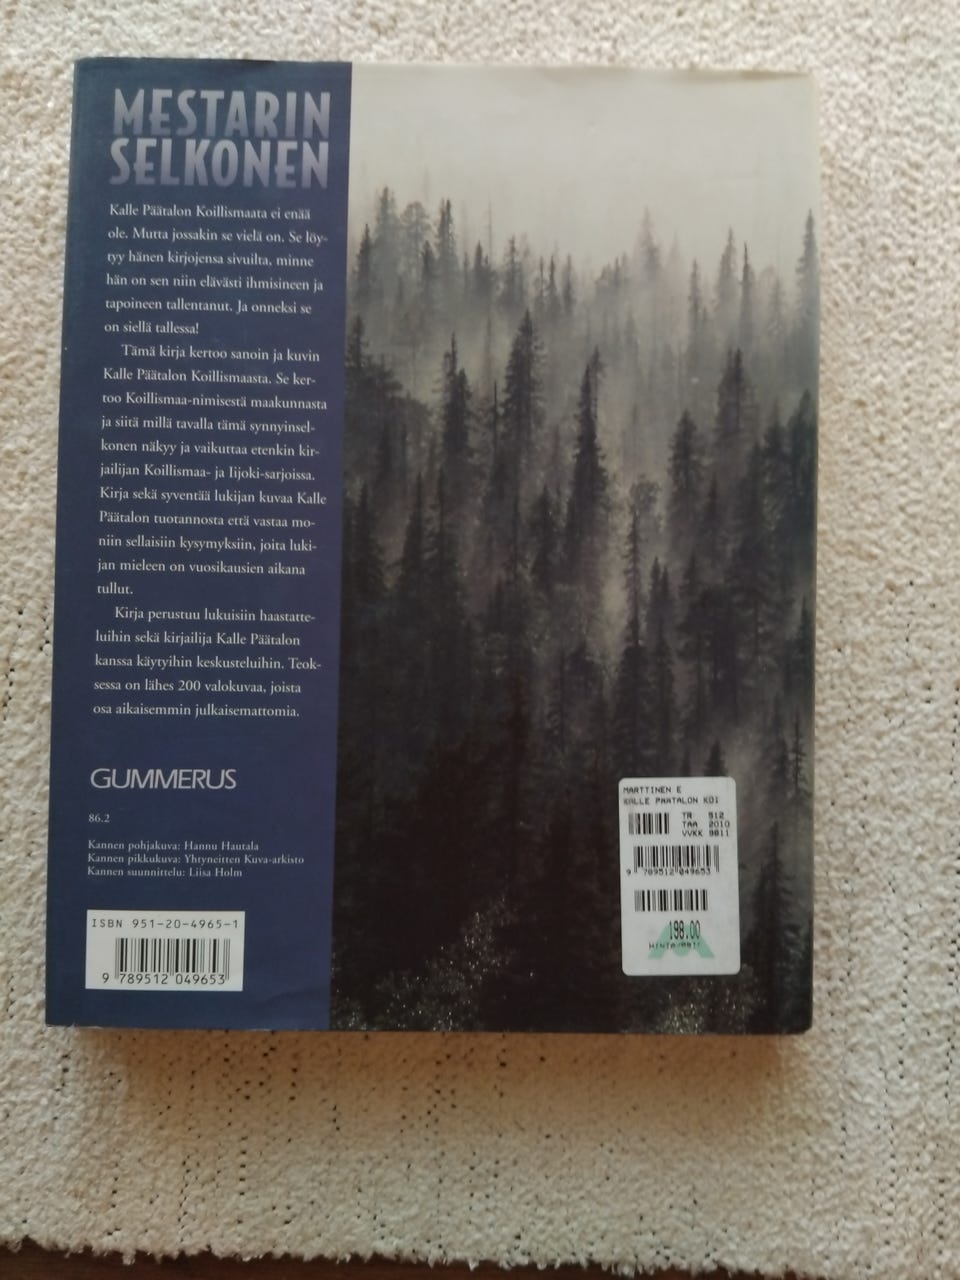 MESTARIN
SELKONEN
Kalle Päätalon Koillismaata ei enää
ole. Mutta jossakin se vielä on. Se löy-
tyy hänen kirjojensa sivuilta, minne
hän on sen niin elävästi ihmisineen ja
tapoineen tallentanut. Ja onneksi se
on siellä tallessa!
Tämä kirja kertoo sanoin ja kuvin
Kalle Päätalon Koillismaasta. Se ker-
too Koillismaa-nimisestä maakunnasta
ja siitä millä tavalla tämä synnyinsel-
konen näkyy ja vaikuttaa etenkin kir-
jailijan Koillismaa- ja Iijoki-sarjoissa.
Kirja sekä syventää lukijan kuvaa Kalle
Päätalon tuotannosta että vastaa mo-
niin sellaisiin kysymyksiin, joita luki-
jan mieleen on vuosikausien aikana
tullut.
Kirja perustuu lukuisiin haastatte-
luihin sekä kirjailija Kalle Päätalon
kanssa käytyihin keskusteluihin. Teok-
sessa on lähes 200 valokuvaa, joista
osa aikaisemmin julkaisemattomia.
GUMMERUS
86.2
Kannen pohjakuva: Hannu Hautala
Kannen pikkukuva: Yhtyneitten Kuva-arkisto
Kannen suunnittelu: Liisa Holm
ISBN 951-20-4965-1
9 789512 049653
MARTTINEN E
KALLE PÄÄTALON KOI
TR 512
TAA 2010
VVKK 9811
9 789512 049653
198.00